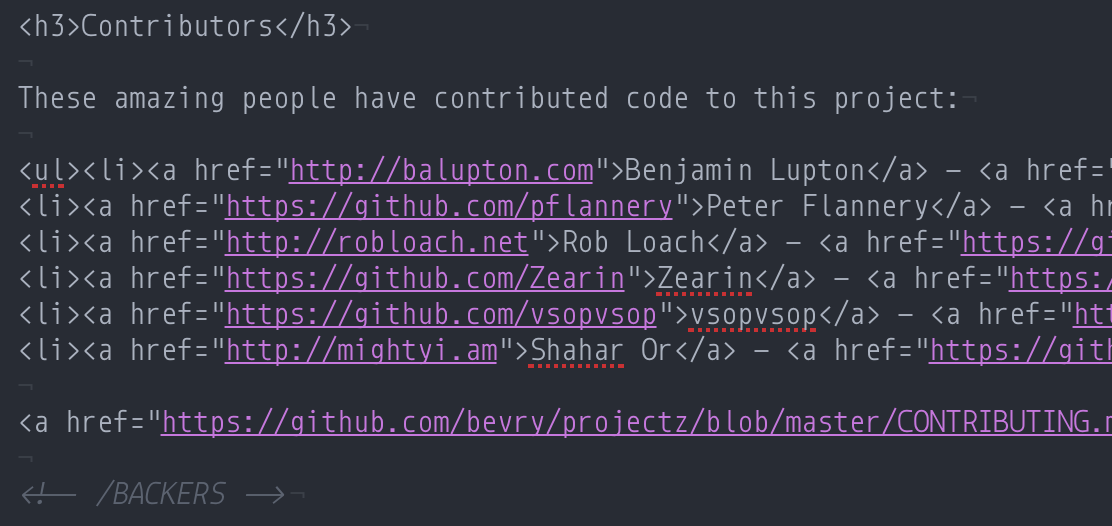 <h3>Contributors</h3>¬
¬
These amazing people have contributed code to this project:¬
¬
<ul><li><a href="http://balupton.com">Benjamin Lupton</a> — <a href="
<li><a href="https://github.com/pflannery">Peter Flannery</a> — <a hr
<li><a href="http://robloach.net">Rob Loach</a> — <a href="https://gi
<li><a href="https://github.com/Zearin">Zearin</a> — <a href="https:/
<li><a href="https://github.com/vsopvsop">vsopvsop</a> — <a href="htt
<li><a href="http://mightyi.am">Shahar Or</a> — <a href="https://gith
¬
<a href="https://github.com/bevry/projectz/blob/master/CONTRIBUTING.m
¬
<!-- /BACKERS -->¬